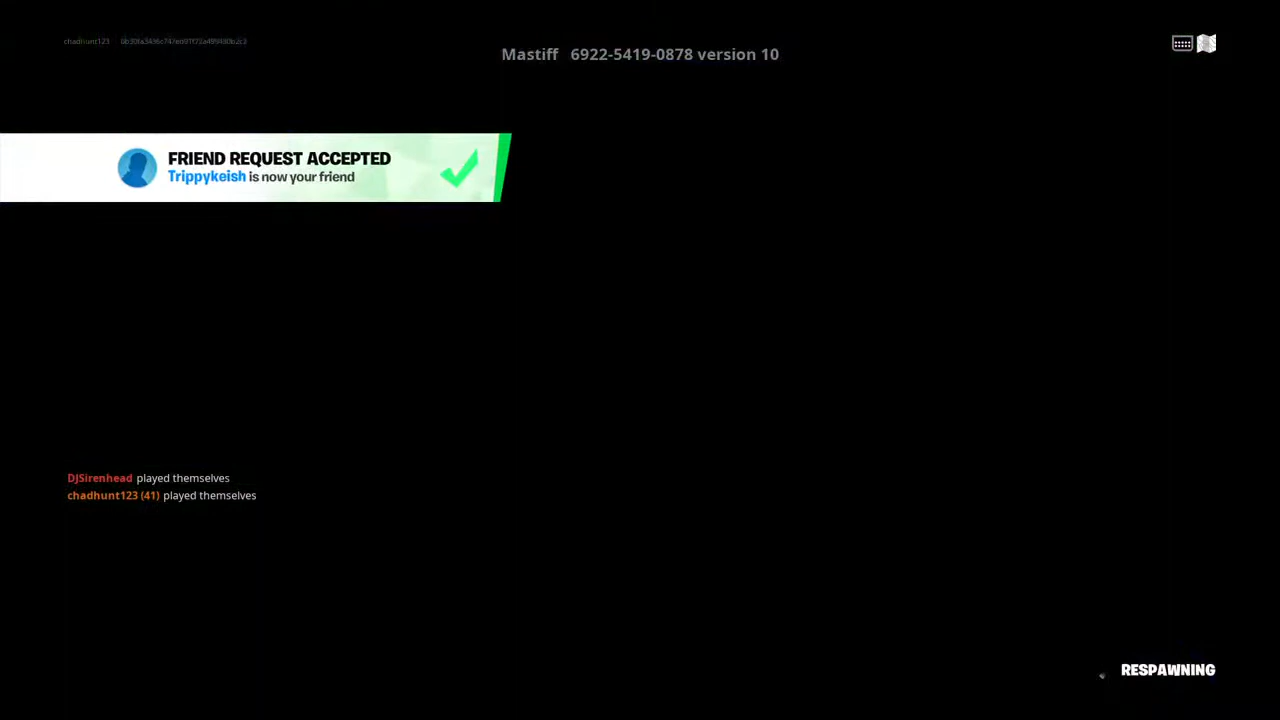 chadhunt123
Mastiff 6922-5419-0878 version 10
FRIEND REQUEST ACCEPTED
Trippykeish is now your friend
DJSirenhead played themselves
chadhunt123 (41) played themselves
RESPAWNING